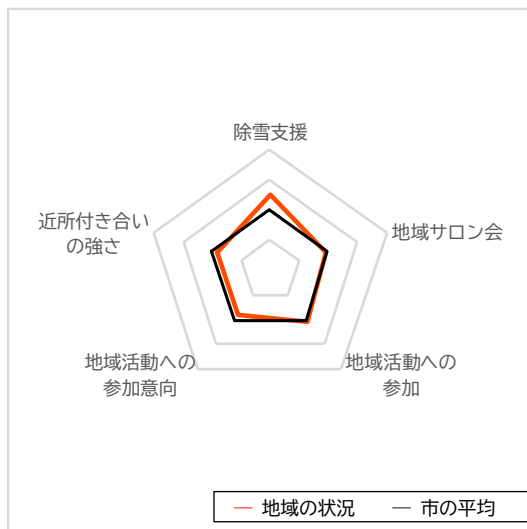 除雪支援
近所付き合い
の強さ
地域サロン会
地域活動への
参加意向
地域活動への
参加
地域の状況
市の平均